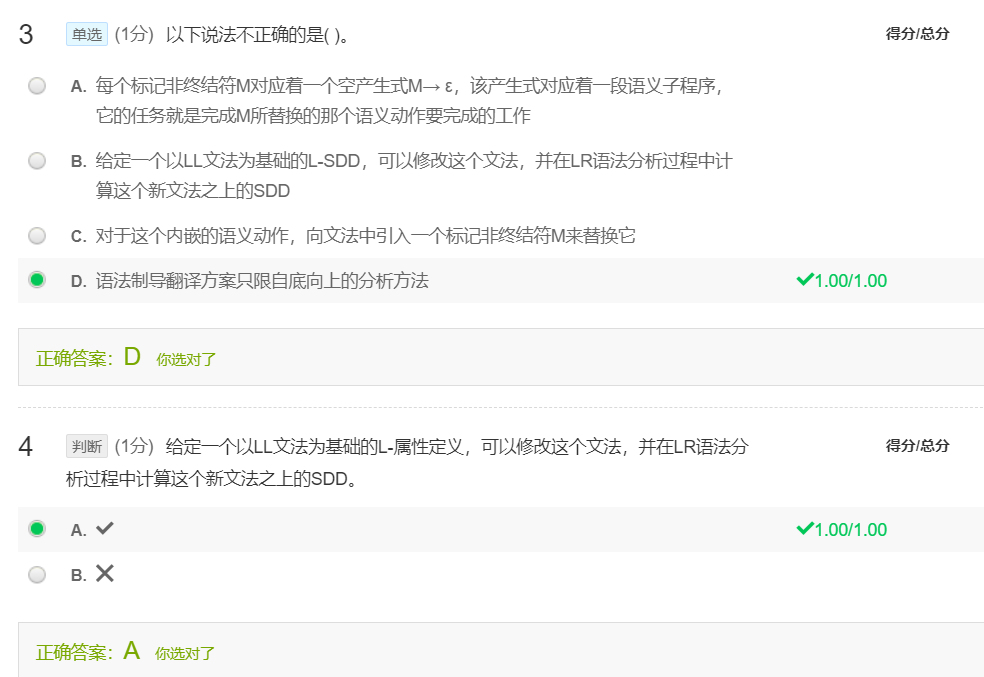 3 单选 (1分) 以下说法不正确的是( )。 得分/总分
A. 每个标记非终结符M对应着一个空产生式M→ ε，该产生式对应着一段语义子程序，
它的任务就是完成M所替换的那个语义动作要完成的工作
B. 给定一个以LL文法为基础的L-SDD，可以修改这个文法，并在LR语法分析过程中计
算这个新文法之上的SDD
C. 对于这个内嵌的语义动作，向文法中引入一个标记非终结符M来替换它
D. 语法制导翻译方案只限自底向上的分析方法 ✔1.00/1.00
正确答案：D 你选对了
4 判断 (1分) 给定一个以LL文法为基础的L-属性定义，可以修改这个文法，并在LR语法分 得分/总分
析过程中计算这个新文法之上的SDD。
A. ✔ ✔1.00/1.00
B. ✕
正确答案：A 你选对了